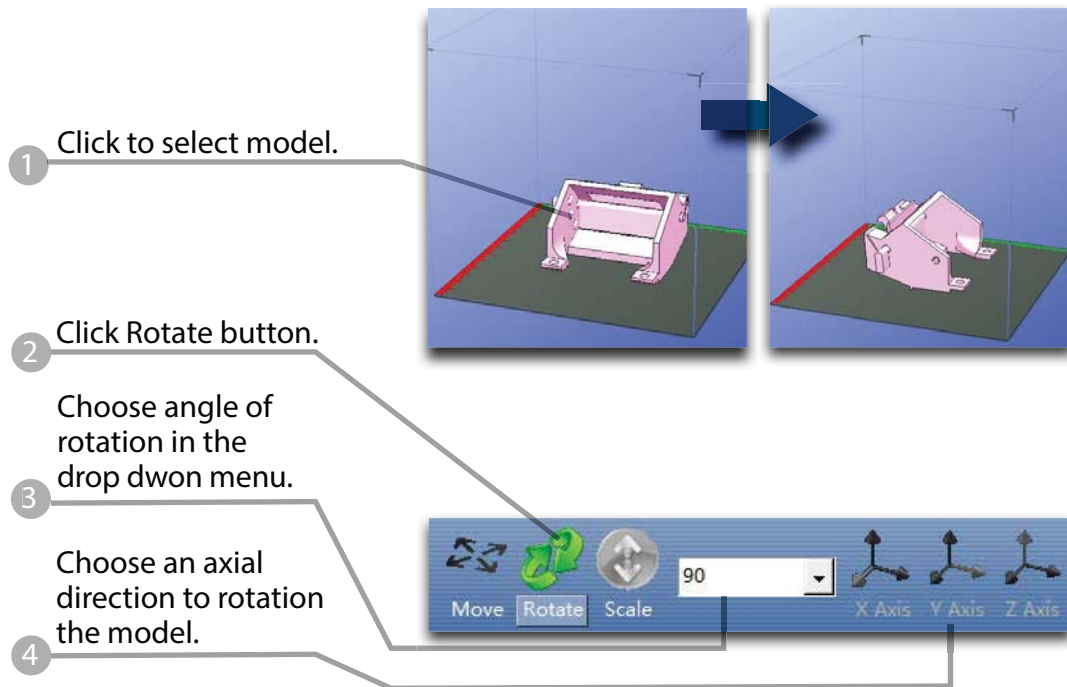 1 Click to select model.
2 Click Rotate button.
3 Choose angle of
rotation in the
drop dwon menu.
4 Choose an axial
direction to rotation
the model.
90
Move Rotate Scale X Axis Y Axis Z Axis